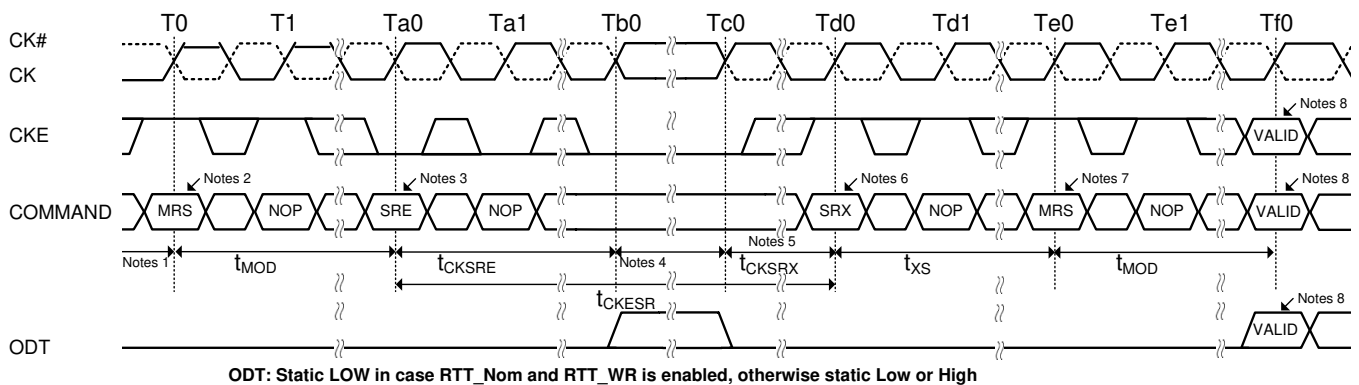 T0 T1 Ta0 Ta1 Tb0 Tc0 Td0 Td1 Te0 Te1 Tf0
CK#
CK
Notes 8
CKE VALID
Notes 2 Notes 3 Notes 6 Notes 7 Notes 8
COMMAND MRS NOP SRE NOP SRX NOP MRS NOP VALID
Notes 1 tMOD tCKSRE Notes 4 Notes 5 tCKSRX tXS tMOD
tCKESR
Notes 8
ODT VALID
ODT: Static LOW in case RTT_Nom and RTT_WR is enabled, otherwise static Low or High